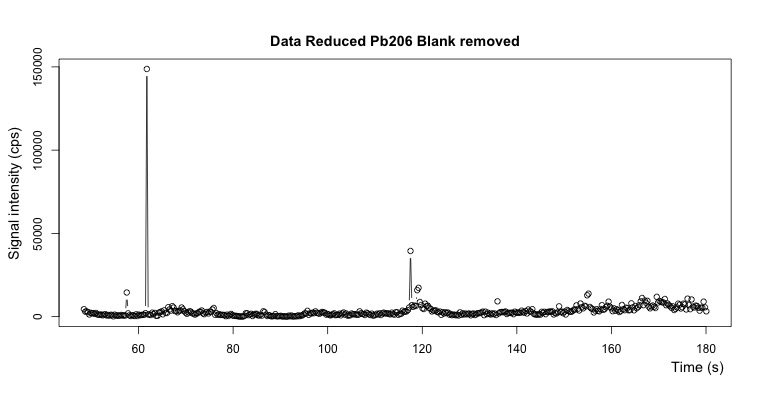 Data Reduced Pb206 Blank removed
Signal intensity (cps)
150000
100000
50000
0
60 80 100 120 140 160 180
Time (s)